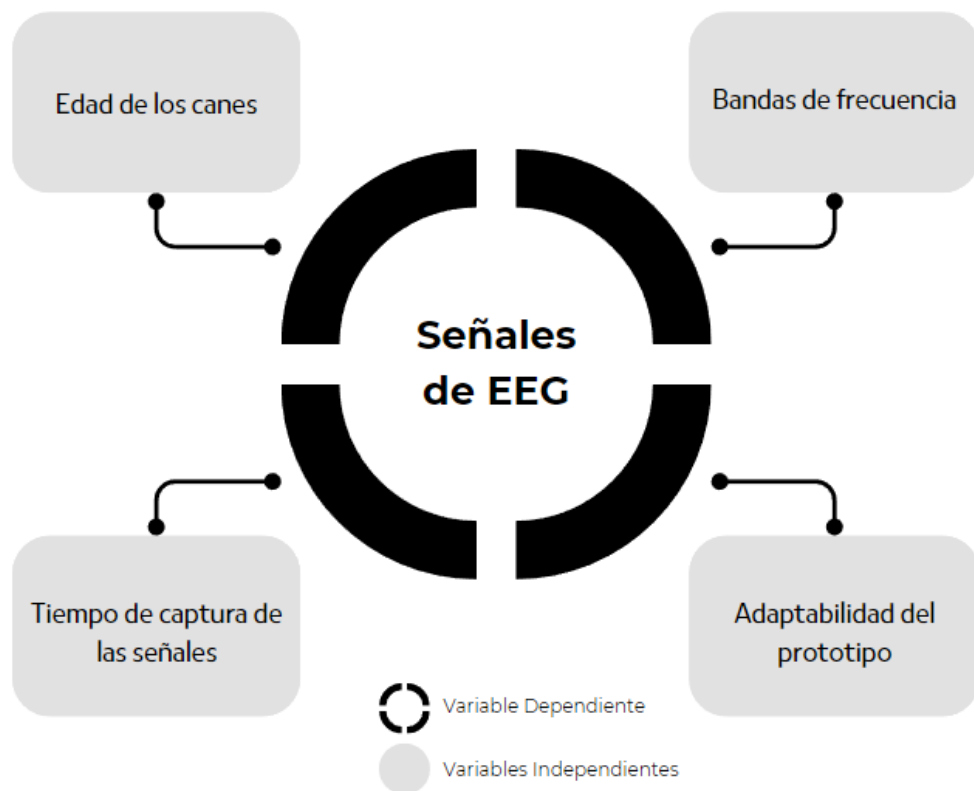 Edad de los canes
Bandas de frecuencia
Señales
de EEG
Tiempo de captura de
las señales
Adaptabilidad del
prototipo
Variable Dependiente
Variables Independientes